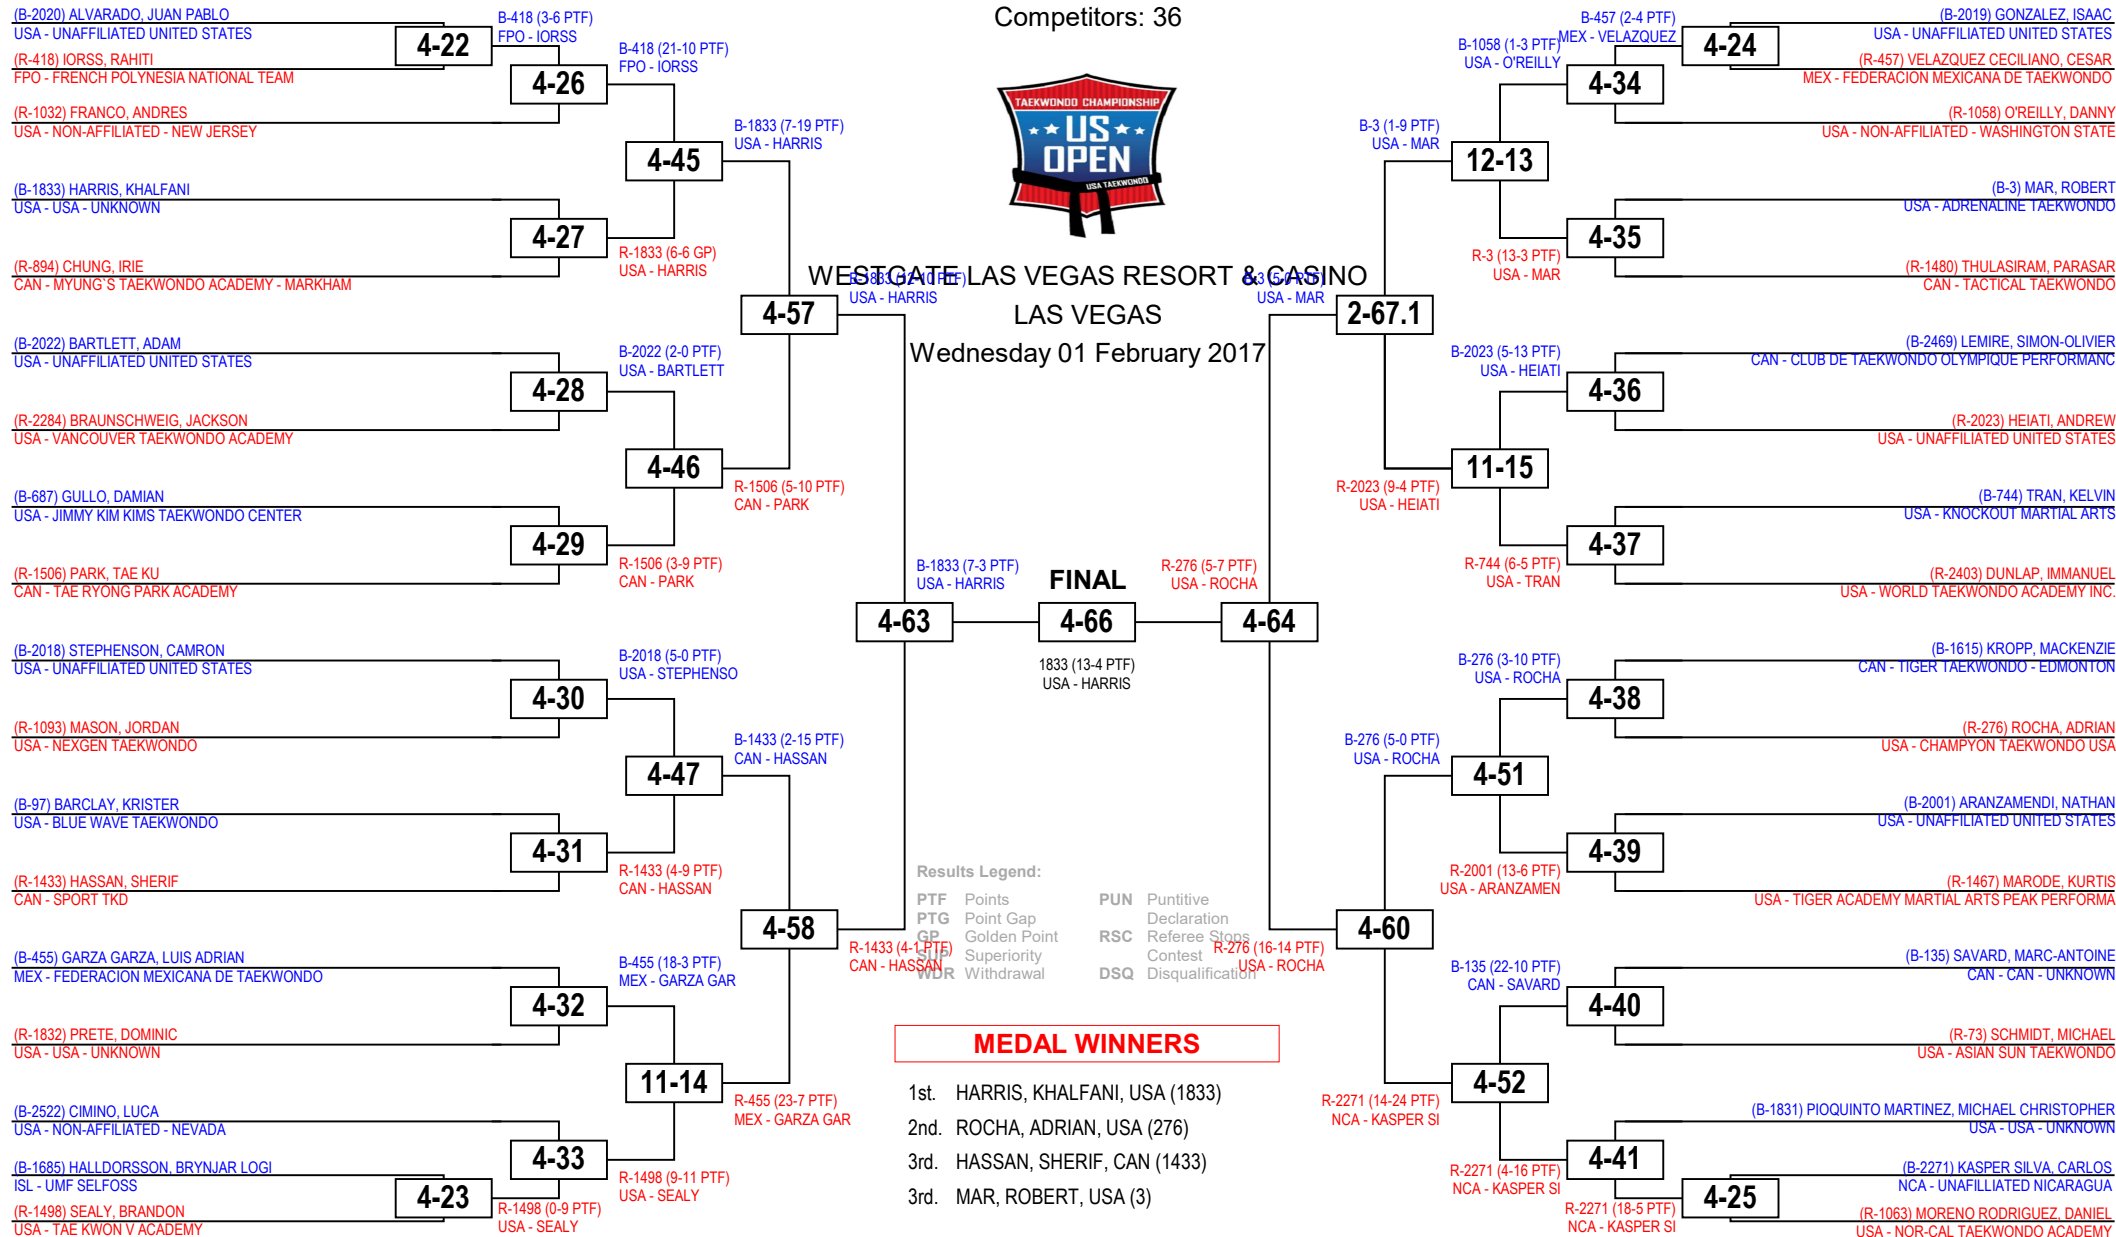 Competitors: 36
TAEKWONDO CHAMPIONSHIP
US
OPEN
USA TAEKWONDO
WESTGATE LAS VEGAS RESORT & CASINO
LAS VEGAS
Wednesday 01 February 2017
(B-2020) ALVARADO, JUAN PABLO
USA - UNAFFILIATED UNITED STATES
(R-418) IORSS, RAHITI
FPO - FRENCH POLYNESIA NATIONAL TEAM
(R-1032) FRANCO, ANDRES
USA - NON-AFFILIATED - NEW JERSEY
(B-1833) HARRIS, KHALFANI
USA - USA - UNKNOWN
(R-894) CHUNG, IRIE
CAN - MYUNG`S TAEKWONDO ACADEMY - MARKHAM
(B-2022) BARTLETT, ADAM
USA - UNAFFILIATED UNITED STATES
(R-2284) BRAUNSCHWEIG, JACKSON
USA - VANCOUVER TAEKWONDO ACADEMY
(B-687) GULLO, DAMIAN
USA - JIMMY KIM KIMS TAEKWONDO CENTER
(R-1506) PARK, TAE KU
CAN - TAE RYONG PARK ACADEMY
(B-2018) STEPHENSON, CAMRON
USA - UNAFFILIATED UNITED STATES
(R-1093) MASON, JORDAN
USA - NEXGEN TAEKWONDO
(B-97) BARCLAY, KRISTER
USA - BLUE WAVE TAEKWONDO
(R-1433) HASSAN, SHERIF
CAN - SPORT TKD
(B-455) GARZA GARZA, LUIS ADRIAN
MEX - FEDERACION MEXICANA DE TAEKWONDO
(R-1832) PRETE, DOMINIC
USA - USA - UNKNOWN
(B-2522) CIMINO, LUCA
USA - NON-AFFILIATED - NEVADA
(B-1685) HALLDORSSON, BRYNJAR LOGI
ISL - UMF SELFOSS
(R-1498) SEALY, BRANDON
USA - TAE KWON V ACADEMY
4-22
4-23
B-418 (3-6 PTF)
FPO - IORSS
R-1498 (0-9 PTF)
USA - SEALY
4-26
4-27
4-28
4-29
4-30
4-31
4-32
4-33
B-418 (21-10 PTF)
FPO - IORSS
R-1833 (6-6 GP)
USA - HARRIS
B-2022 (2-0 PTF)
USA - BARTLETT
R-1506 (3-9 PTF)
CAN - PARK
B-2018 (5-0 PTF)
USA - STEPHENSO
R-1433 (4-9 PTF)
CAN - HASSAN
B-455 (18-3 PTF)
MEX - GARZA GAR
R-1498 (9-11 PTF)
USA - SEALY
4-45
4-46
4-47
11-14
B-1833 (7-19 PTF)
USA - HARRIS
R-1506 (5-10 PTF)
CAN - PARK
B-1433 (2-15 PTF)
CAN - HASSAN
R-455 (23-7 PTF)
MEX - GARZA GAR
4-57
4-58
B-1833 (12-10 PTF)
USA - HARRIS
R-1433 (4-1 PTF)
CAN - HASSAN
4-63
B-1833 (7-3 PTF)
USA - HARRIS
FINAL
4-66
1833 (13-4 PTF)
USA - HARRIS
R-276 (5-7 PTF)
USA - ROCHA
4-64
B-3 (5-0 PTF)
USA - MAR
R-276 (16-14 PTF)
USA - ROCHA
2-67.1
4-60
B-3 (1-9 PTF)
USA - MAR
R-2023 (9-4 PTF)
USA - HEIATI
B-276 (5-0 PTF)
USA - ROCHA
R-2271 (14-24 PTF)
NCA - KASPER SI
12-13
11-15
4-51
4-52
B-1058 (1-3 PTF)
USA - O'REILLY
R-3 (13-3 PTF)
USA - MAR
B-2023 (5-13 PTF)
USA - HEIATI
R-744 (6-5 PTF)
USA - TRAN
B-276 (3-10 PTF)
USA - ROCHA
R-2001 (13-6 PTF)
USA - ARANZAMEN
B-135 (22-10 PTF)
CAN - SAVARD
R-2271 (4-16 PTF)
NCA - KASPER SI
4-34
4-35
4-36
4-37
4-38
4-39
4-40
4-41
B-457 (2-4 PTF)
MEX - VELAZQUEZ
R-2271 (18-5 PTF)
NCA - KASPER SI
4-24
4-25
(B-2019) GONZALEZ, ISAAC
USA - UNAFFILIATED UNITED STATES
(R-457) VELAZQUEZ CECILIANO, CESAR
MEX - FEDERACION MEXICANA DE TAEKWONDO
(R-1058) O'REILLY, DANNY
USA - NON-AFFILIATED - WASHINGTON STATE
(B-3) MAR, ROBERT
USA - ADRENALINE TAEKWONDO
(R-1480) THULASIRAM, PARASAR
CAN - TACTICAL TAEKWONDO
(B-2469) LEMIRE, SIMON-OLIVIER
CAN - CLUB DE TAEKWONDO OLYMPIQUE PERFORMANC
(R-2023) HEIATI, ANDREW
USA - UNAFFILIATED UNITED STATES
(B-744) TRAN, KELVIN
USA - KNOCKOUT MARTIAL ARTS
(R-2403) DUNLAP, IMMANUEL
USA - WORLD TAEKWONDO ACADEMY INC.
(B-1615) KROPP, MACKENZIE
CAN - TIGER TAEKWONDO - EDMONTON
(R-276) ROCHA, ADRIAN
USA - CHAMPYON TAEKWONDO USA
(B-2001) ARANZAMENDI, NATHAN
USA - UNAFFILIATED UNITED STATES
(R-1467) MARODE, KURTIS
USA - TIGER ACADEMY MARTIAL ARTS PEAK PERFORMA
(B-135) SAVARD, MARC-ANTOINE
CAN - CAN - UNKNOWN
(R-73) SCHMIDT, MICHAEL
USA - ASIAN SUN TAEKWONDO
(B-1831) PIOQUINTO MARTINEZ, MICHAEL CHRISTOPHER
USA - USA - UNKNOWN
(B-2271) KASPER SILVA, CARLOS
NCA - UNAFILLIATED NICARAGUA
(R-1063) MORENO RODRIGUEZ, DANIEL
USA - NOR-CAL TAEKWONDO ACADEMY
Results Legend:
PTF Points
PTG Point Gap
GP Golden Point
SUP Superiority
WDR Withdrawal
PUN Puntitive
Declaration
RSC Referee Stops
Contest
DSQ Disqualification
MEDAL WINNERS
1st. HARRIS, KHALFANI, USA (1833)
2nd. ROCHA, ADRIAN, USA (276)
3rd. HASSAN, SHERIF, CAN (1433)
3rd. MAR, ROBERT, USA (3)